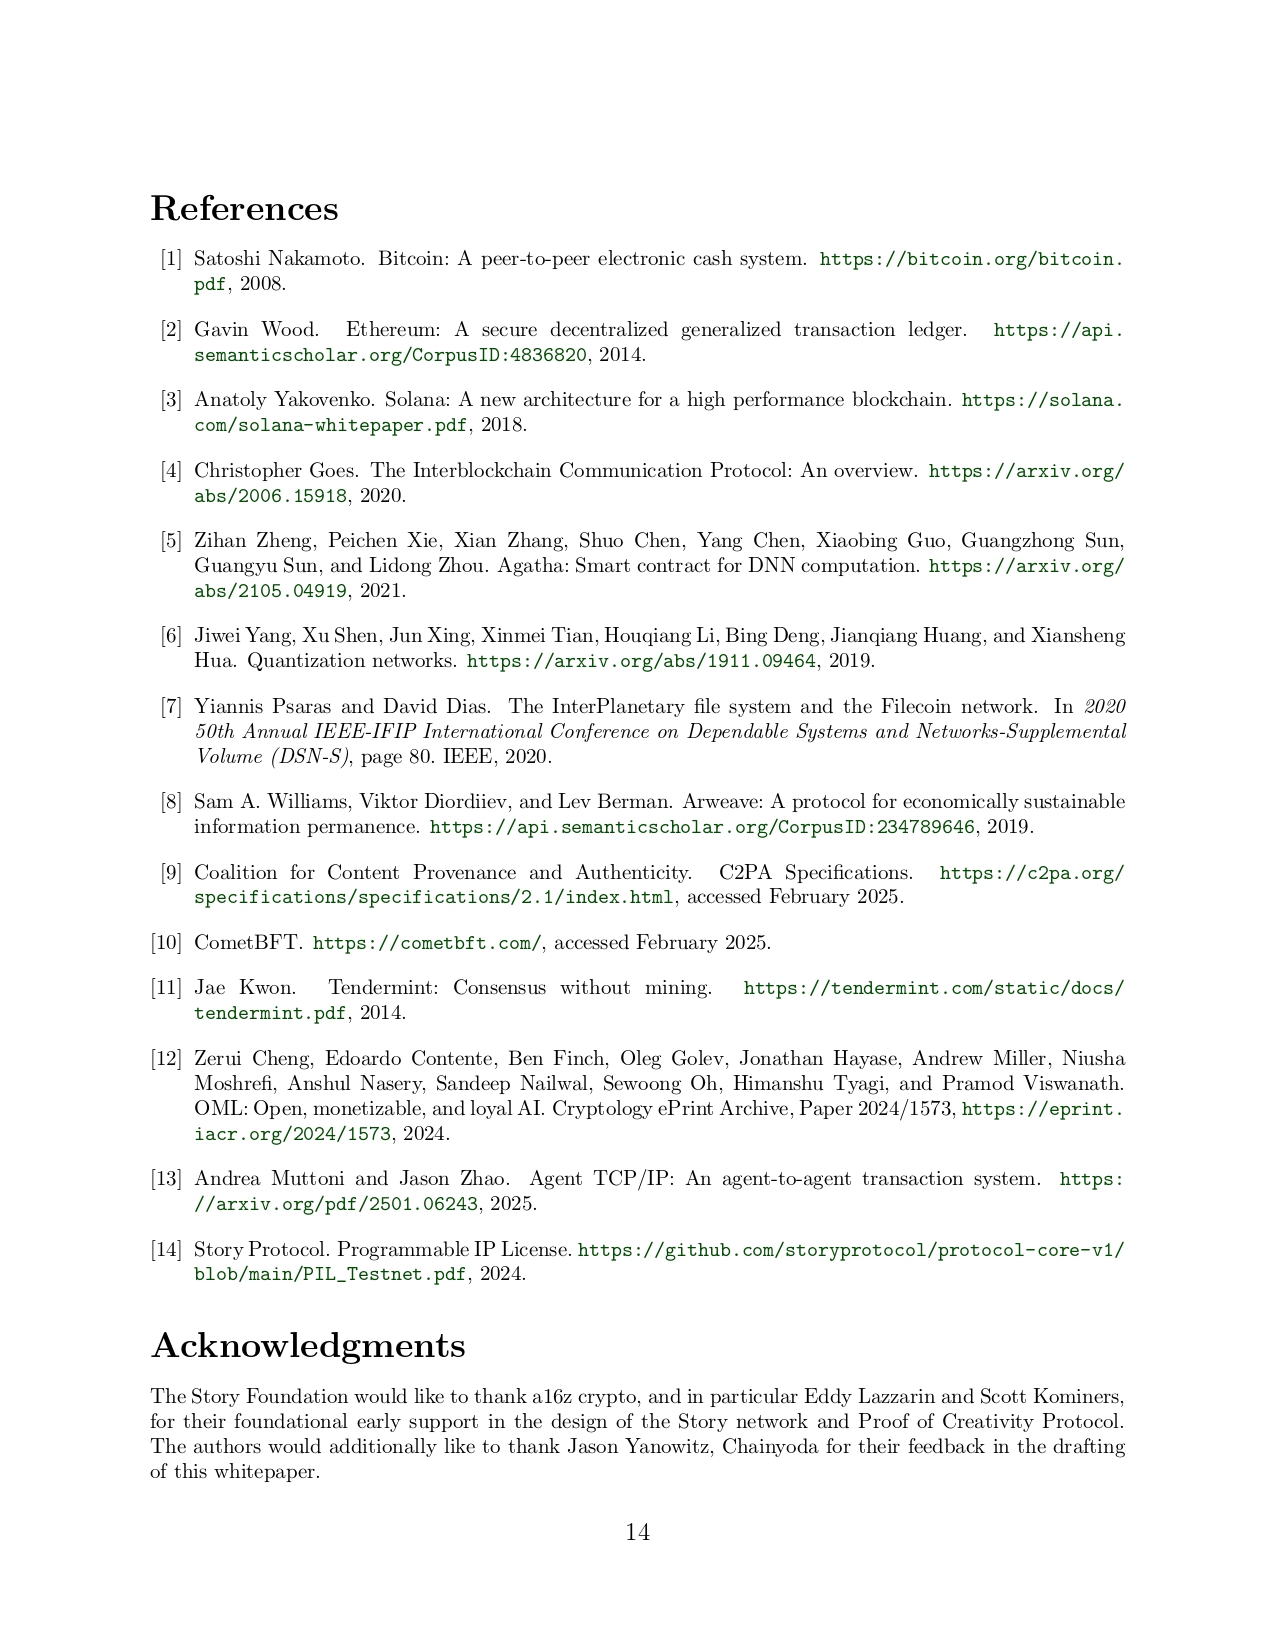 References
[1] Satoshi Nakamoto. Bitcoin: A peer-to-peer electronic cash system. https://bitcoin.org/bitcoin.
pdf, 2008.
[2] Gavin Wood. Ethereum: A secure decentralized generalized transaction ledger. https://api.
semanticscholar.org/CorpusID:4836820, 2014.
[3] Anatoly Yakovenko. Solana: A new architecture for a high performance blockchain. https://solana.
com/solana-whitepaper.pdf, 2018.
[4] Christopher Goes. The Interblockchain Communication Protocol: An overview. https://arxiv.org/
abs/2006.15918, 2020.
[5] Zihan Zheng, Peichen Xie, Xian Zhang, Shuo Chen, Yang Chen, Xiaobing Guo, Guangzhong Sun,
Guangyu Sun, and Lidong Zhou. Agatha: Smart contract for DNN computation. https://arxiv.org/
abs/2105.04919, 2021.
[6] Jiwei Yang, Xu Shen, Jun Xing, Xinmei Tian, Houqiang Li, Bing Deng, Jianqiang Huang, and Xiansheng
Hua. Quantization networks. https://arxiv.org/abs/1911.09464, 2019.
[7] Yiannis Psaras and David Dias. The InterPlanetary file system and the Filecoin network. In 2020
50th Annual IEEE-IFIP International Conference on Dependable Systems and Networks-Supplemental
Volume (DSN-S), page 80. IEEE, 2020.
[8] Sam A. Williams, Viktor Diordiiev, and Lev Berman. Arweave: A protocol for economically sustainable
information permanence. https://api.semanticscholar.org/CorpusID:234789646, 2019.
[9] Coalition for Content Provenance and Authenticity. C2PA Specifications. https://c2pa.org/
specifications/specifications/2.1/index.html, accessed February 2025.
[10] CometBFT. https://cometbft.com/, accessed February 2025.
[11] Jae Kwon. Tendermint: Consensus without mining. https://tendermint.com/static/docs/
tendermint.pdf, 2014.
[12] Zerui Cheng, Edoardo Contente, Ben Finch, Oleg Golev, Jonathan Hayase, Andrew Miller, Niusha
Moshrefi, Anshul Nasery, Sandeep Nailwal, Sewoong Oh, Himanshu Tyagi, and Pramod Viswanath.
OML: Open, monetizable, and loyal AI. Cryptology ePrint Archive, Paper 2024/1573, https://eprint.
iacr.org/2024/1573, 2024.
[13] Andrea Muttoni and Jason Zhao. Agent TCP/IP: An agent-to-agent transaction system. https:
//arxiv.org/pdf/2501.06243, 2025.
[14] Story Protocol. Programmable IP License. https://github.com/storyprotocol/protocol-core-v1/
blob/main/PIL_Testnet.pdf, 2024.
Acknowledgments
The Story Foundation would like to thank a16z crypto, and in particular Eddy Lazzarin and Scott Kominers,
for their foundational early support in the design of the Story network and Proof of Creativity Protocol.
The authors would additionally like to thank Jason Yanowitz, Chainyoda for their feedback in the drafting
of this whitepaper.
14